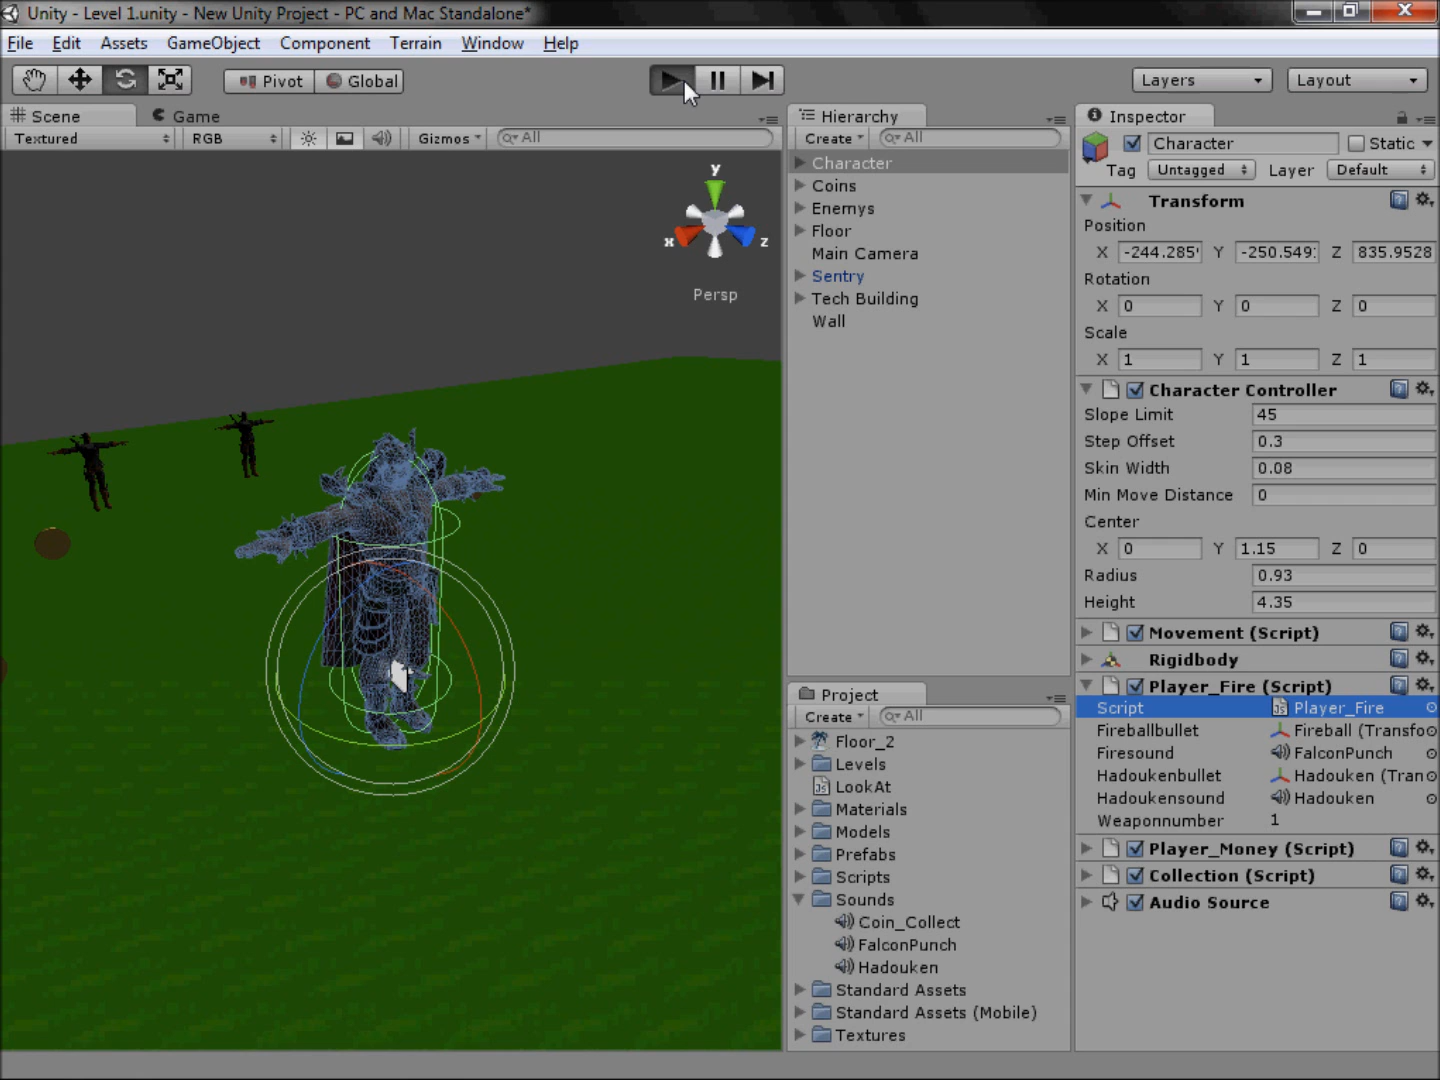 Unity - Level 1.unity - New Unity Project - PC and Mac Standalone*
File Edit Assets GameObject Component Terrain Window Help
Pivot Global Layers Layout
Scene Game
Textured RGB Gizmos All
y
x z
Persp
Hierarchy
Create All
Character
Coins
Enemys
Floor
Main Camera
Sentry
Tech Building
Wall
Project
Create All
Floor_2
Levels
LookAt
Materials
Models
Prefabs
Scripts
Sounds
Coin_Collect
FalconPunch
Hadouken
Standard Assets
Standard Assets (Mobile)
Textures
Inspector
Character Static
Tag Untagged Layer Default
Transform
Position
X -244.285' Y -250.549: Z 835.9528
Rotation
X 0 Y 0 Z 0
Scale
X 1 Y 1 Z 1
Character Controller
Slope Limit 45
Step Offset 0.3
Skin Width 0.08
Min Move Distance 0
Center
X 0 Y 1.15 Z 0
Radius 0.93
Height 4.35
Movement (Script)
Rigidbody
Player_Fire (Script)
Script Player_Fire
Fireballbullet Fireball (Transfo
Firesound FalconPunch
Hadoukenbullet Hadouken (Tran
Hadoukensound Hadouken
Weaponnumber 1
Player_Money (Script)
Collection (Script)
Audio Source